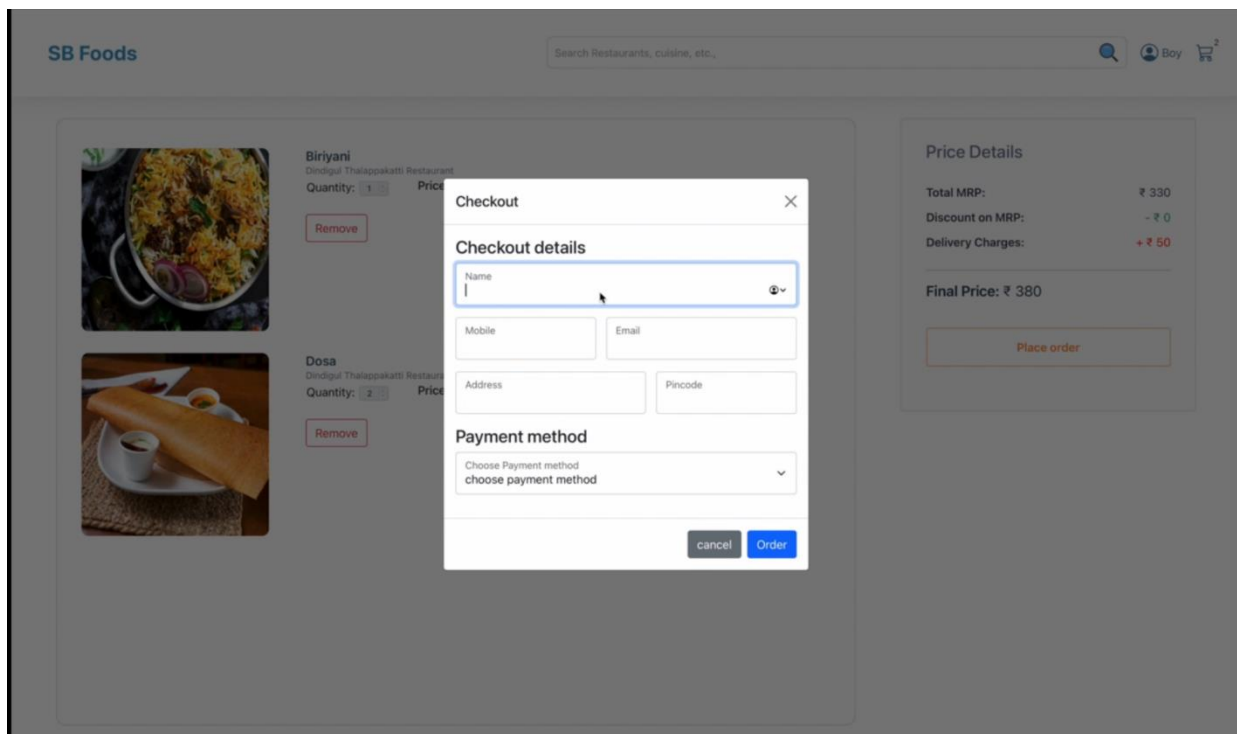 SB Foods
Search Restaurants, cuisine, etc.,
Boy
2
Biriyani
Dindigul Thalappakatti Restaurant
Quantity: 1 Price
Remove
Dosa
Dindigul Thalappakatti Restaura
Quantity: 2 Price
Remove
Checkout
Checkout details
Name
Mobile
Email
Address
Pincode
Payment method
Choose Payment method
choose payment method
cancel
Order
Price Details
Total MRP: ₹ 330
Discount on MRP: - ₹ 0
Delivery Charges: + ₹ 50
Final Price: ₹ 380
Place order